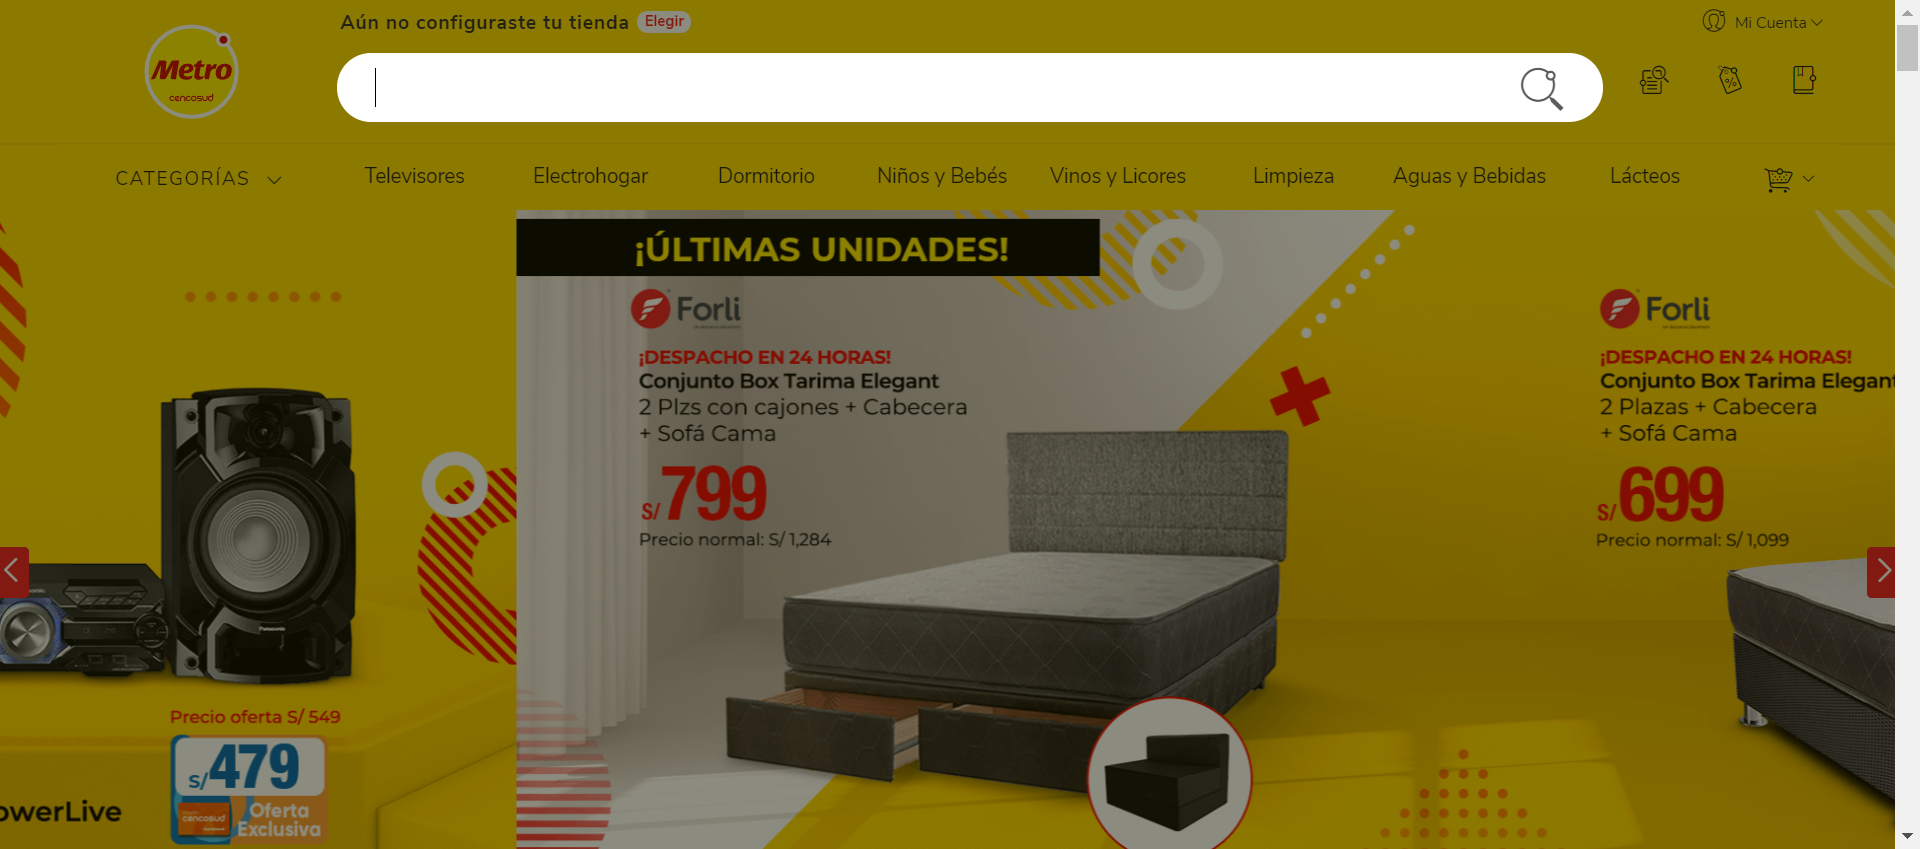 Aún no configuraste tu tienda Elegir
Mi Cuenta
Metro
cencosud
CATEGORÍAS
Televisores
Electrohogar
Dormitorio
Niños y Bebés
Vinos y Licores
Limpieza
Aguas y Bebidas
Lácteos
Panasonic
Precio oferta S/ 549
S/ 479
cencosud
Oferta
Exclusiva
owerLive
¡ÚLTIMAS UNIDADES!
Forli
¡DESPACHO EN 24 HORAS!
Conjunto Box Tarima Elegant
2 Plzs con cajones + Cabecera
+ Sofá Cama
S/ 799
Precio normal: S/ 1,284
Forli
¡DESPACHO EN 24 HORAS!
Conjunto Box Tarima Elegant
2 Plazas + Cabecera
+ Sofá Cama
S/ 699
Precio normal: S/ 1,099